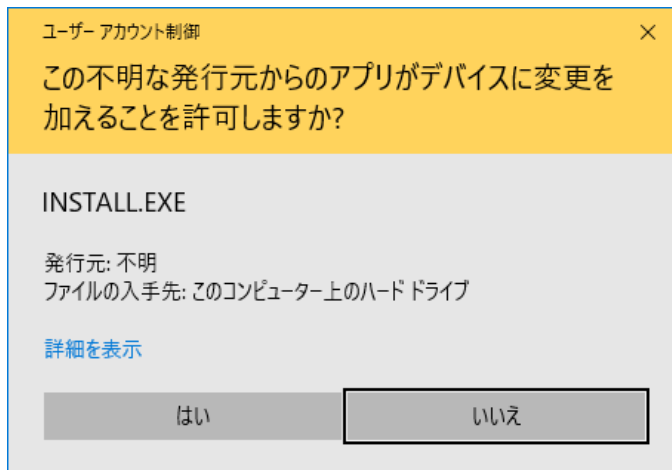 ユーザー アカウント制御
この不明な発行元からのアプリがデバイスに変更を
加えることを許可しますか?
INSTALL.EXE
発行元: 不明
ファイルの入手先: このコンピューター上のハード ドライブ
詳細を表示
はい
いいえ